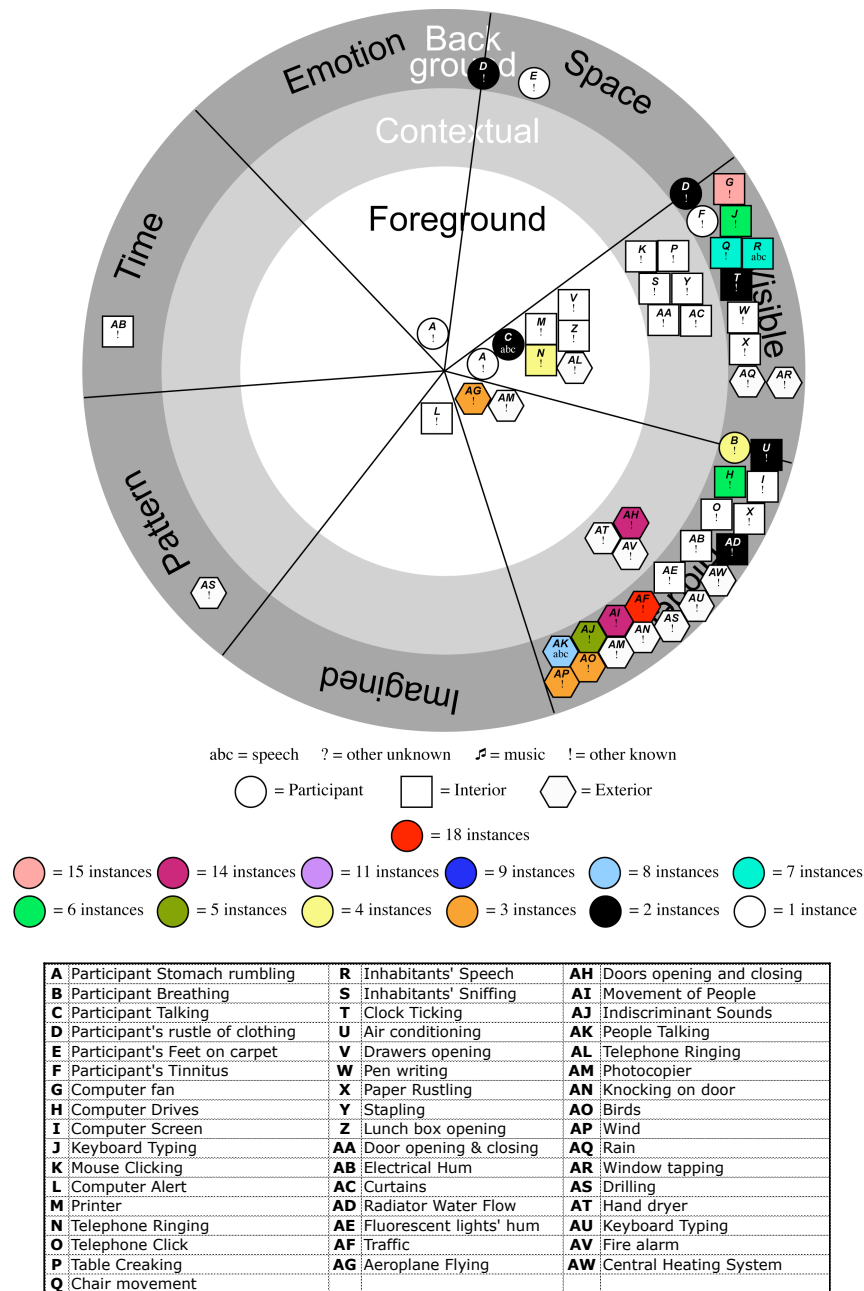 Emotion
Back
ground
Space
Contextual
Foreground
Time
Visible
Pattern
Imagined
D
!
E
!
D
!
G
!
F
!
J
!
Q
!
R
abc
K
!
P
!
T
!
S
!
Y
!
AA
!
AC
!
W
!
X
!
AQ
!
AR
!
V
!
M
!
Z
!
C
abc
N
!
AL
!
A
!
A
!
AB
!
AG
!
AM
!
L
!
B
!
U
!
H
!
I
!
O
!
X
!
AB
!
AD
!
AH
!
AT
!
AV
!
AE
!
AW
!
AF
!
AU
!
AI
!
AS
!
AJ
!
AN
!
AK
abc
AM
!
AO
!
AP
!
AS
!
abc = speech ? = other unknown ♫ = music ! = other known
= Participant = Interior = Exterior
= 18 instances
= 15 instances = 14 instances = 11 instances = 9 instances = 8 instances = 7 instances
= 6 instances = 5 instances = 4 instances = 3 instances = 2 instances = 1 instance
A Participant Stomach rumbling R Inhabitants' Speech AH Doors opening and closing
B Participant Breathing S Inhabitants' Sniffing AI Movement of People
C Participant Talking T Clock Ticking AJ Indiscriminant Sounds
D Participant's rustle of clothing U Air conditioning AK People Talking
E Participant's Feet on carpet V Drawers opening AL Telephone Ringing
F Participant's Tinnitus W Pen writing AM Photocopier
G Computer fan X Paper Rustling AN Knocking on door
H Computer Drives Y Stapling AO Birds
I Computer Screen Z Lunch box opening AP Wind
J Keyboard Typing AA Door opening & closing AQ Rain
K Mouse Clicking AB Electrical Hum AR Window tapping
L Computer Alert AC Curtains AS Drilling
M Printer AD Radiator Water Flow AT Hand dryer
N Telephone Ringing AE Fluorescent lights' hum AU Keyboard Typing
O Telephone Click AF Traffic AV Fire alarm
P Table Creaking AG Aeroplane Flying AW Central Heating System
Q Chair movement